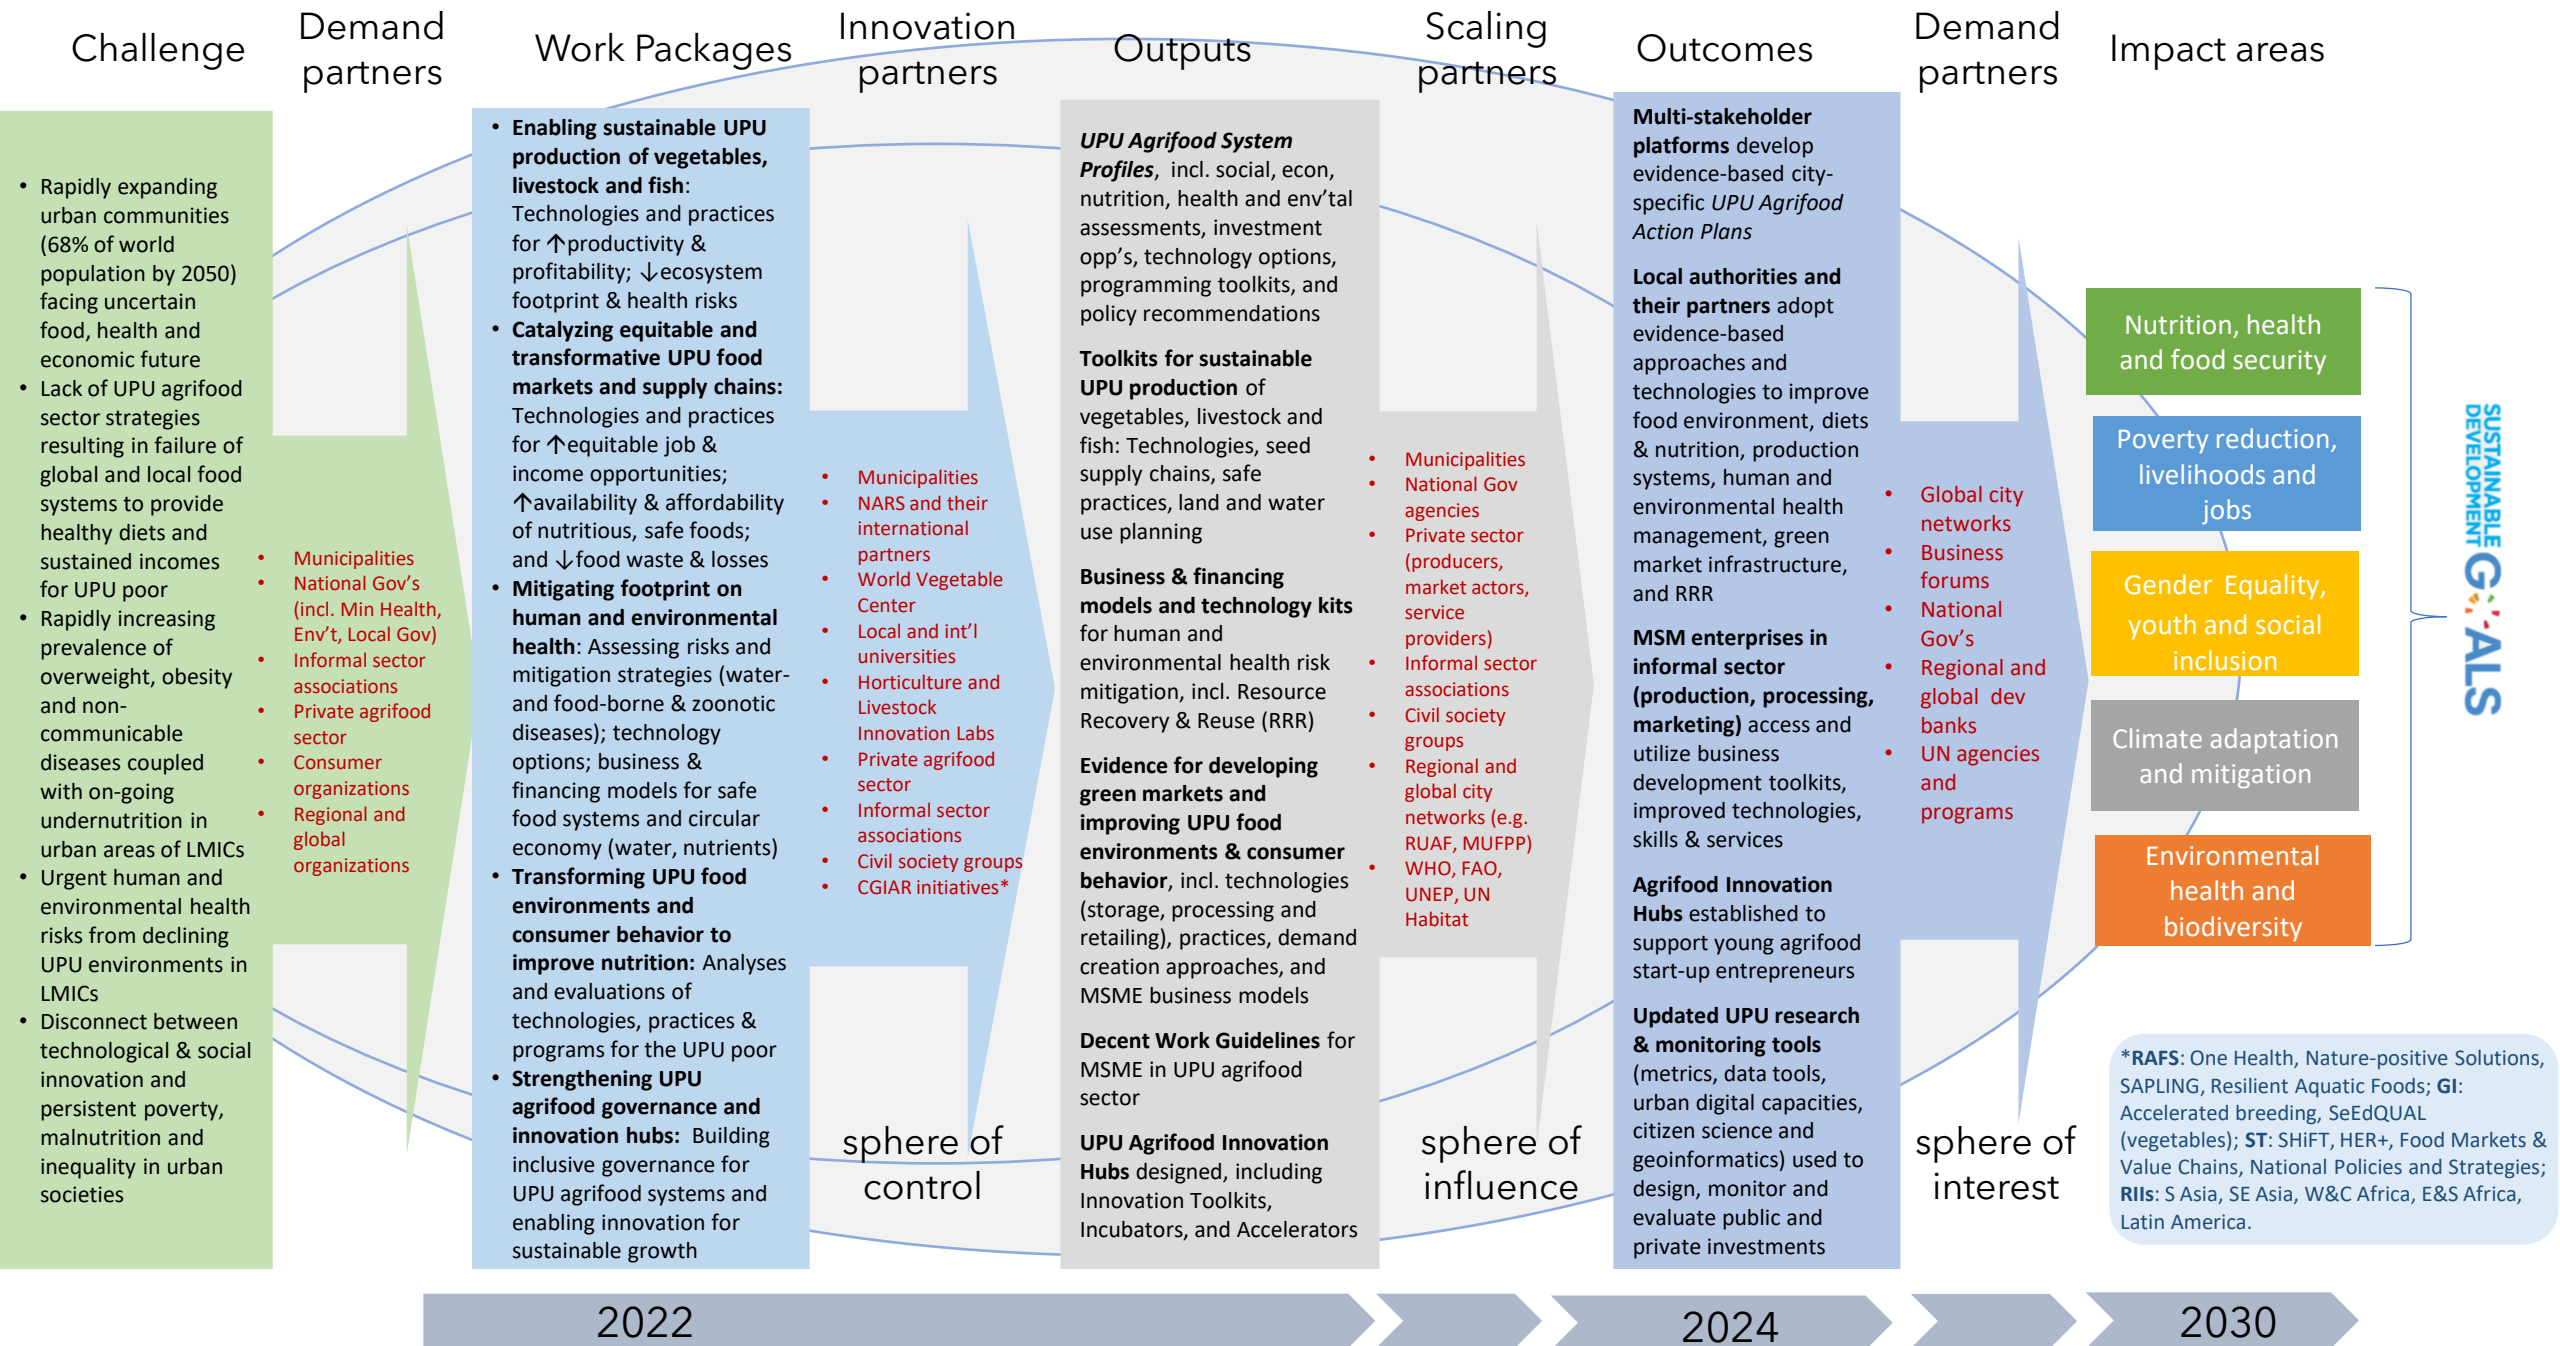 Challenge
Demand
partners
Work Packages
Innovation
partners
Outputs
Scaling
partners
Outcomes
Demand
partners
Impact areas
• Rapidly expanding
urban communities
(68% of world
population by 2050)
facing uncertain
food, health and
economic future
• Lack of UPU agrifood
sector strategies
resulting in failure of
global and local food
systems to provide
healthy diets and
sustained incomes
for UPU poor
• Rapidly increasing
prevalence of
overweight, obesity
and non-
communicable
diseases coupled
with on-going
undernutrition in
urban areas of LMICs
• Urgent human and
environmental health
risks from declining
UPU environments in
LMICs
• Disconnect between
technological & social
innovation and
persistent poverty,
malnutrition and
inequality in urban
societies
• Municipalities
• National Gov's
(incl. Min Health,
Env't, Local Gov)
• Informal sector
associations
• Private agrifood
sector
• Consumer
organizations
• Regional and
global
organizations
• Enabling sustainable UPU
production of vegetables,
livestock and fish:
Technologies and practices
for ↑productivity &
profitability; ↓ecosystem
footprint & health risks
• Catalyzing equitable and
transformative UPU food
markets and supply chains:
Technologies and practices
for ↑equitable job &
income opportunities;
↑availability & affordability
of nutritious, safe foods;
and ↓food waste & losses
• Mitigating footprint on
human and environmental
health: Assessing risks and
mitigation strategies (water-
and food-borne & zoonotic
diseases); technology
options; business &
financing models for safe
food systems and circular
economy (water, nutrients)
• Transforming UPU food
environments and
consumer behavior to
improve nutrition: Analyses
and evaluations of
technologies, practices &
programs for the UPU poor
• Strengthening UPU
agrifood governance and
innovation hubs: Building
inclusive governance for
UPU agrifood systems and
enabling innovation for
sustainable growth
• Municipalities
• NARS and their
international
partners
• World Vegetable
Center
• Local and int'l
universities
• Horticulture and
Livestock
Innovation Labs
• Private agrifood
sector
• Informal sector
associations
• Civil society groups
• CGIAR initiatives*
sphere of
control
UPU Agrifood System
Profiles, incl. social, econ,
nutrition, health and env'tal
assessments, investment
opp's, technology options,
programming toolkits, and
policy recommendations
Toolkits for sustainable
UPU production of
vegetables, livestock and
fish: Technologies, seed
supply chains, safe
practices, land and water
use planning
Business & financing
models and technology kits
for human and
environmental health risk
mitigation, incl. Resource
Recovery & Reuse (RRR)
Evidence for developing
green markets and
improving UPU food
environments & consumer
behavior, incl. technologies
(storage, processing and
retailing), practices, demand
creation approaches, and
MSME business models
Decent Work Guidelines for
MSME in UPU agrifood
sector
UPU Agrifood Innovation
Hubs designed, including
Innovation Toolkits,
Incubators, and Accelerators
• Municipalities
• National Gov
agencies
• Private sector
(producers,
market actors,
service
providers)
• Informal sector
associations
• Civil society
groups
• Regional and
global city
networks (e.g.
RUAF, MUFPP)
• WHO, FAO,
UNEP, UN
Habitat
sphere of
influence
Multi-stakeholder
platforms develop
evidence-based city-
specific UPU Agrifood
Action Plans
Local authorities and
their partners adopt
evidence-based
approaches and
technologies to improve
food environment, diets
& nutrition, production
systems, human and
environmental health
management, green
market infrastructure,
and RRR
MSM enterprises in
informal sector
(production, processing,
marketing) access and
utilize business
development toolkits,
improved technologies,
skills & services
Agrifood Innovation
Hubs established to
support young agrifood
start-up entrepreneurs
Updated UPU research
& monitoring tools
(metrics, data tools,
urban digital capacities,
citizen science and
geoinformatics) used to
design, monitor and
evaluate public and
private investments
• Global city
networks
• Business
forums
• National
Gov's
• Regional and
global dev
banks
• UN agencies
and
programs
sphere of
interest
Nutrition, health
and food security
Poverty reduction,
livelihoods and
jobs
Gender Equality,
youth and social
inclusion
Climate adaptation
and mitigation
Environmental
health and
biodiversity
SUSTAINABLE
DEVELOPMENT
GOALS
*RAFS: One Health, Nature-positive Solutions,
SAPLING, Resilient Aquatic Foods; GI:
Accelerated breeding, SeEdQUAL
(vegetables); ST: SHiFT, HER+, Food Markets &
Value Chains, National Policies and Strategies;
RIIs: S Asia, SE Asia, W&C Africa, E&S Africa,
Latin America.
2022
2024
2030